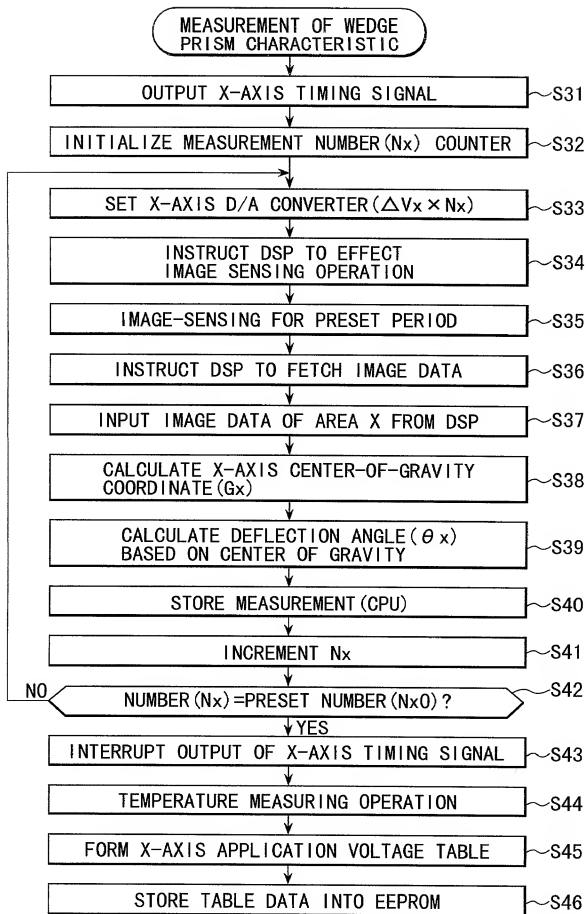 MEASUREMENT OF WEDGE
PRISM CHARACTERISTIC
OUTPUT X-AXIS TIMING SIGNAL
S31
INITIALIZE MEASUREMENT NUMBER(Nx) COUNTER
S32
SET X-AXIS D/A CONVERTER(△Vx × Nx)
S33
INSTRUCT DSP TO EFFECT
IMAGE SENSING OPERATION
S34
IMAGE-SENSING FOR PRESET PERIOD
S35
INSTRUCT DSP TO FETCH IMAGE DATA
S36
INPUT IMAGE DATA OF AREA X FROM DSP
S37
CALCULATE X-AXIS CENTER-OF-GRAVITY
COORDINATE(Gx)
S38
CALCULATE DEFLECTION ANGLE(θx)
BASED ON CENTER OF GRAVITY
S39
STORE MEASUREMENT(CPU)
S40
INCREMENT Nx
S41
NO
NUMBER(Nx)=PRESET NUMBER(Nx0)?
S42
YES
INTERRUPT OUTPUT OF X-AXIS TIMING SIGNAL
S43
TEMPERATURE MEASURING OPERATION
S44
FORM X-AXIS APPLICATION VOLTAGE TABLE
S45
STORE TABLE DATA INTO EEPROM
S46